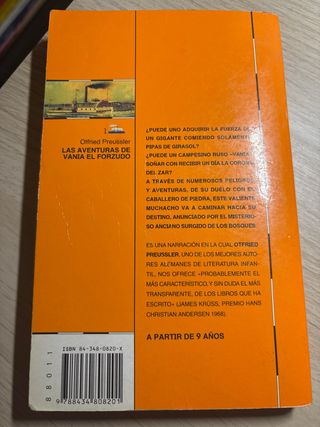 Otfried Preussler
LAS AVENTURAS DE
VANIA EL FORZUDO
¿PUEDE UNO ADQUIRIR LA FUERZA DE
UN GIGANTE COMIENDO SOLAMENTE
PIPAS DE GIRASOL?
¿PUEDE UN CAMPESINO RUSO –VANIA–
SOÑAR CON RECIBIR UN DÍA LA CORONA
DEL ZAR?
A TRAVÉS DE NUMEROSOS PELIGROS
Y AVENTURAS, DE SU DUELO CON EL
CABALLERO DE PIEDRA, ESTE VALIENTE
MUCHACHO VA A CAMINAR HACIA SU
DESTINO, ANUNCIADO POR EL MISTERIO-
SO ANCIANO SURGIDO DE LOS BOSQUES.
ES UNA NARRACIÓN EN LA CUAL OTFRIED
PREUSSLER, UNO DE LOS MEJORES AUTO-
RES ALEMANES DE LITERATURA INFAN-
TIL, NOS OFRECE «PROBABLEMENTE EL
MÁS CARACTERÍSTICO, Y SIN DUDA EL MÁS
TRANSPARENTE, DE LOS LIBROS QUE HA
ESCRITO» (JAMES KRÜSS, PREMIO HANS
CHRISTIAN ANDERSEN 1968).
A PARTIR DE 9 AÑOS
ISBN 84-348-0820-X
88011
9788434808201